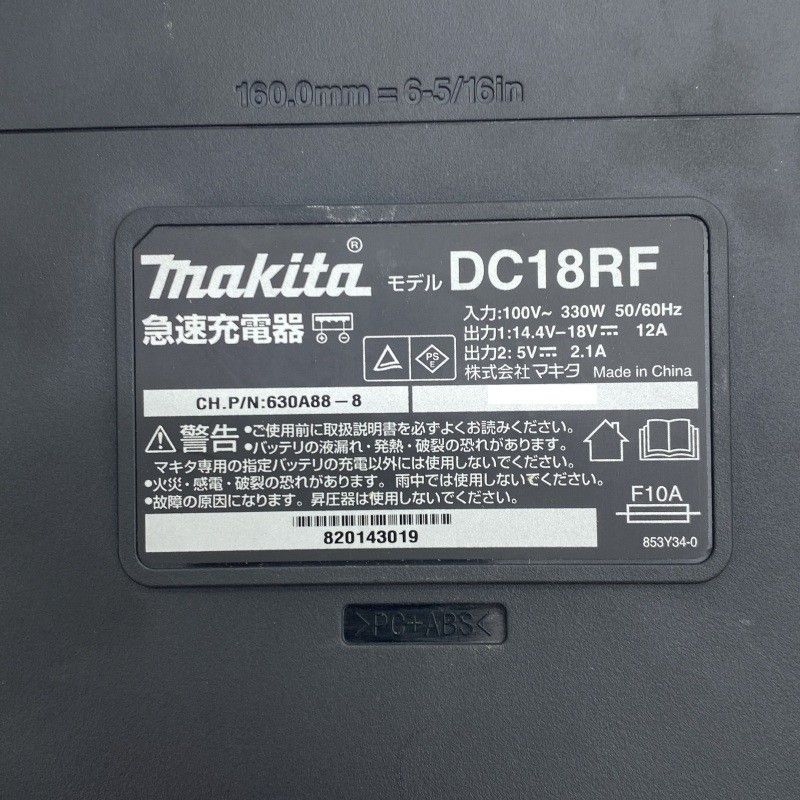 160.0mm = 6-5/16in
makita® モデル DC18RF
急速充電器
入力:100V~ 330W 50/60Hz
出力1:14.4V-18V⎓ 12A
出力2: 5V⎓ 2.1A
株式会社マキタ Made in China
PS
E
CH.P/N:630A88-8
⚠警告 •ご使用前に取扱説明書を必ずよくお読みください。
•バッテリの液漏れ・発熱・破裂の恐れがあります。
マキタ専用の指定バッテリの充電以外には使用しないでください。
•火災・感電・破裂の恐れあり。雨中では使用しないでください。
•故障の原因になります。昇圧器は使用しないでください。
F10A
820143019
853Y34-0
>PC+ABS<